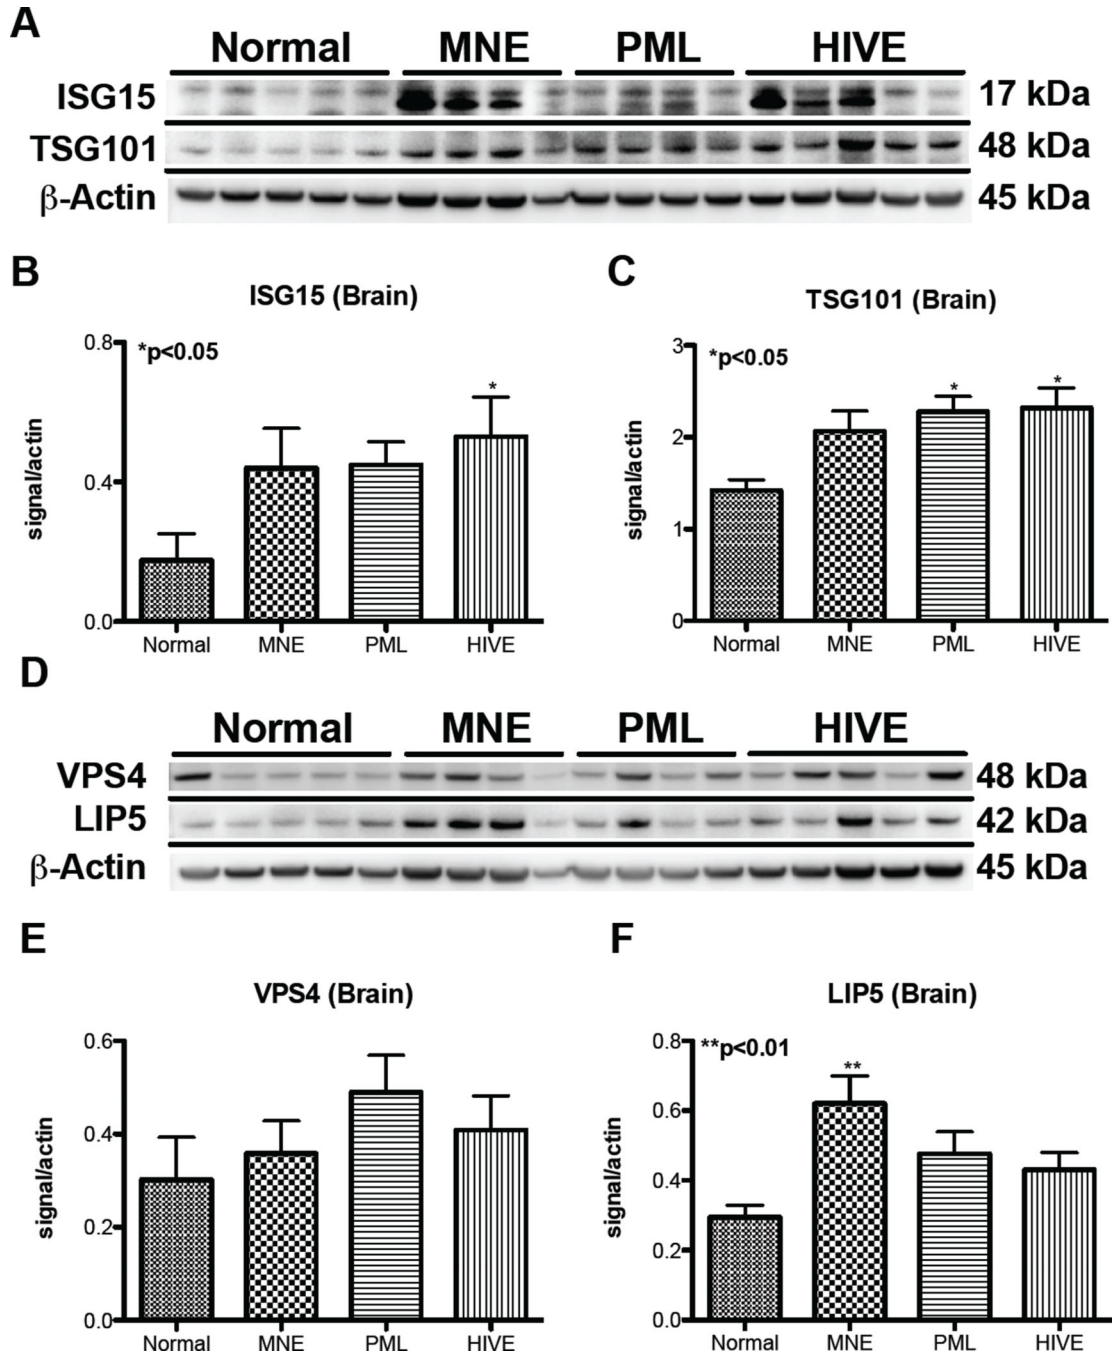 A
Normal MNE PML HIVE
ISG15 17 kDa
TSG101 48 kDa
β-Actin 45 kDa
B
ISG15 (Brain)
*p<0.05
0.8
0.4
0.0
signal/actin
*
Normal MNE PML HIVE
C
TSG101 (Brain)
*p<0.05
3
2
1
0
signal/actin
* *
Normal MNE PML HIVE
D
Normal MNE PML HIVE
VPS4 48 kDa
LIP5 42 kDa
β-Actin 45 kDa
E
VPS4 (Brain)
0.6
0.4
0.2
0.0
signal/actin
Normal MNE PML HIVE
F
LIP5 (Brain)
**p<0.01
0.8
0.6
0.4
0.2
0.0
signal/actin
**
Normal MNE PML HIVE